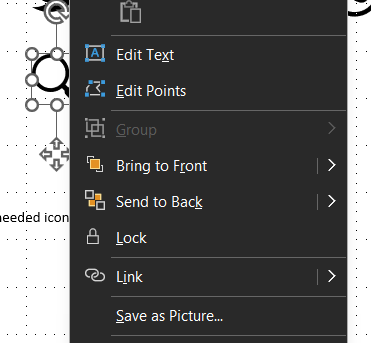 Edit Text
Edit Points
Group
Bring to Front
Send to Back
needed icon
Lock
Link
Save as Picture...